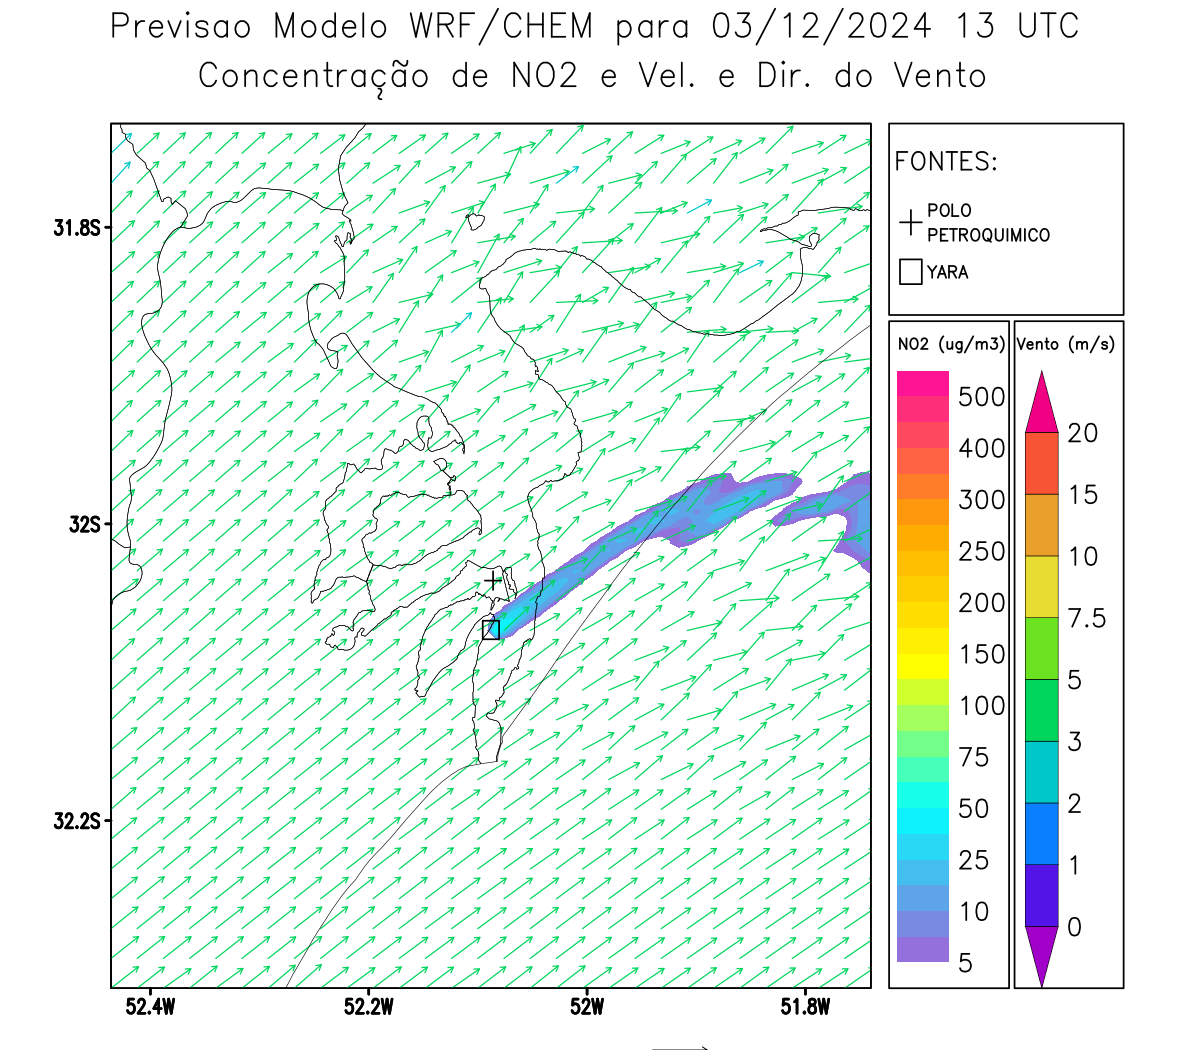 Previsao Modelo WRF/CHEM para 03/12/2024 13 UTC
Concentração de NO2 e Vel. e Dir. do Vento
FONTES:
POLO
PETROQUIMICO
YARA
NO2 (ug/m3)
500
400
300
250
200
150
100
75
50
25
10
5
Vento (m/s)
20
15
10
7.5
5
3
2
1
0
31.8S
32S
32.2S
52.4W
52.2W
52W
51.8W